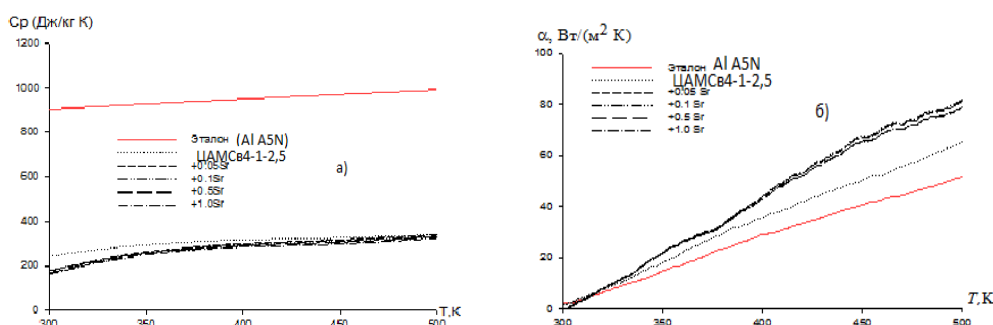 Cp (Дж/кг К)
1200
1000
800
600
400
200
0
300
350
400
450
500
T,K
Эталон (Al A5N)
ЦАМСв4-1-2,5
+0.05Sr
+0.1Sr
+0.5Sr
+1.0Sr
а)
α, Вт/(м² К)
100
80
60
40
20
0
300
350
400
450
500
T, K
Эталон Al A5N
ЦАМСв4-1-2,5
+0.05 Sr
+0.1 Sr
+0.5 Sr
+1.0 Sr
б)